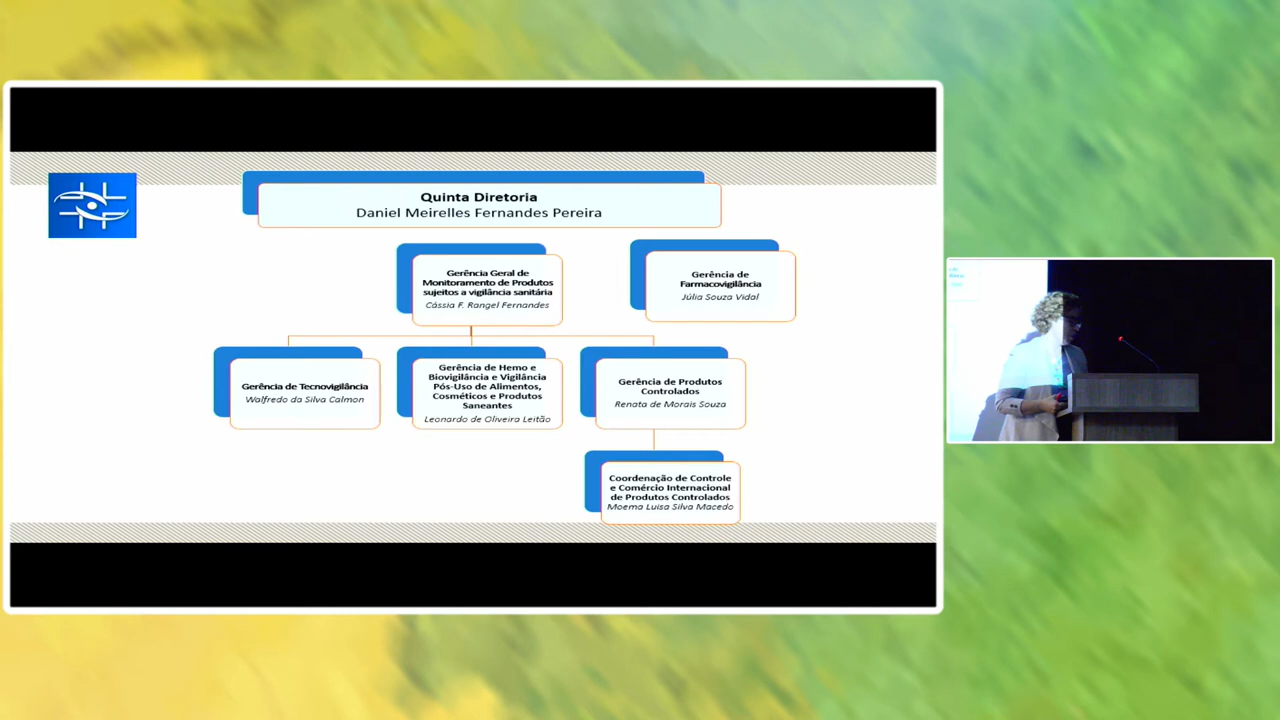 Quinta Diretoria
Daniel Meirelles Fernandes Pereira
Gerência Geral de
Monitoramento de Produtos
sujeitos a vigilância sanitária
Cássia F. Rangel Fernandes
Gerência de
Farmacovigilância
Júlia Souza Vidal
Gerência de Tecnovigilância
Walfredo da Silva Calmon
Gerência de Hemo e
Biovigilância e Vigilância
Pós-Uso de Alimentos,
Cosméticos e Produtos
Saneantes
Leonardo de Oliveira Leitão
Gerência de Produtos
Controlados
Renata de Morais Souza
Coordenação de Controle
e Comércio Internacional
de Produtos Controlados
Moema Luisa Silva Macedo